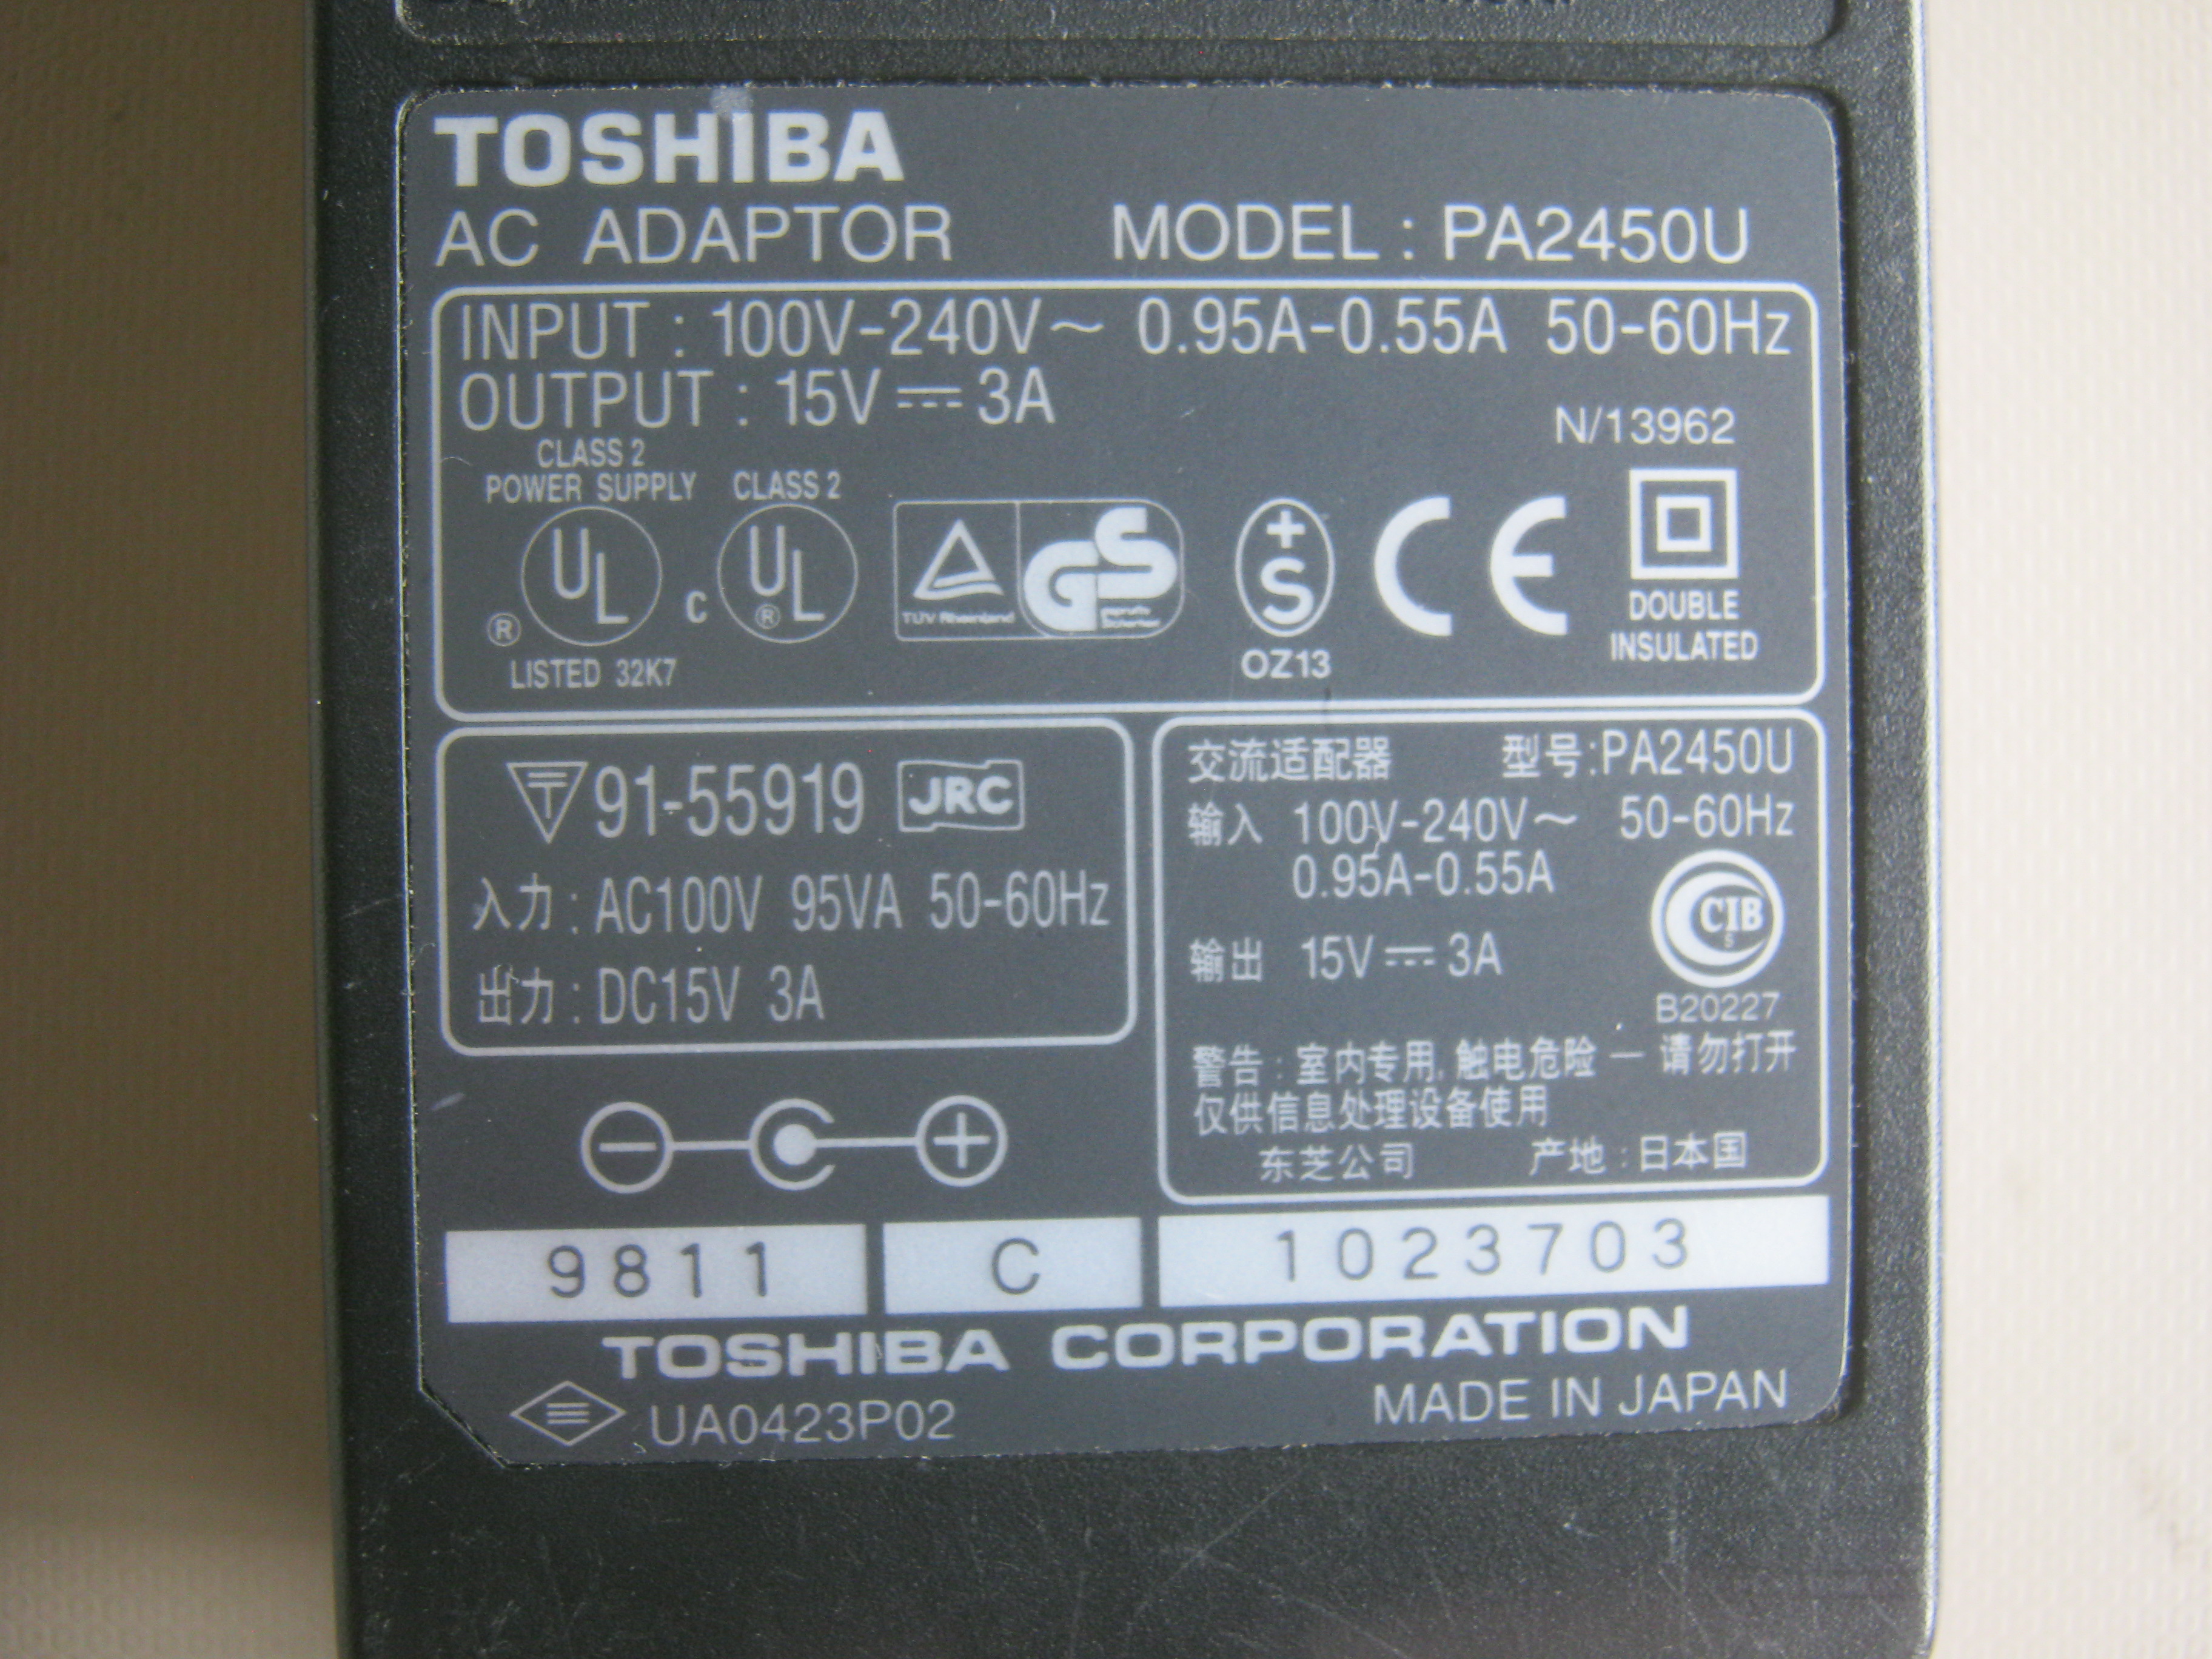 TOSHIBA
AC ADAPTOR MODEL : PA2450U
INPUT : 100V-240V～ 0.95A-0.55A 50-60Hz
OUTPUT : 15V ⎓ 3A
N/13962
CLASS 2
POWER SUPPLY
CLASS 2
UL
®
c
UL
®
TÜV Rheinland
GS
geprüfte
Sicherheit
+
S
CE
DOUBLE
INSULATED
LISTED 32K7
OZ13
〒 91-55919 JRC
入力 : AC100V 95VA 50-60Hz
出力 : DC15V 3A
交流适配器 型号:PA2450U
输入 100V-240V～ 50-60Hz
0.95A-0.55A
CIB
S
输出 15V ⎓ 3A
B20227
警告 : 室内专用, 触电危险 — 请勿打开
仅供信息处理设备使用
东芝公司 产地 : 日本国
9811 C 1023703
TOSHIBA CORPORATION
UA0423P02 MADE IN JAPAN